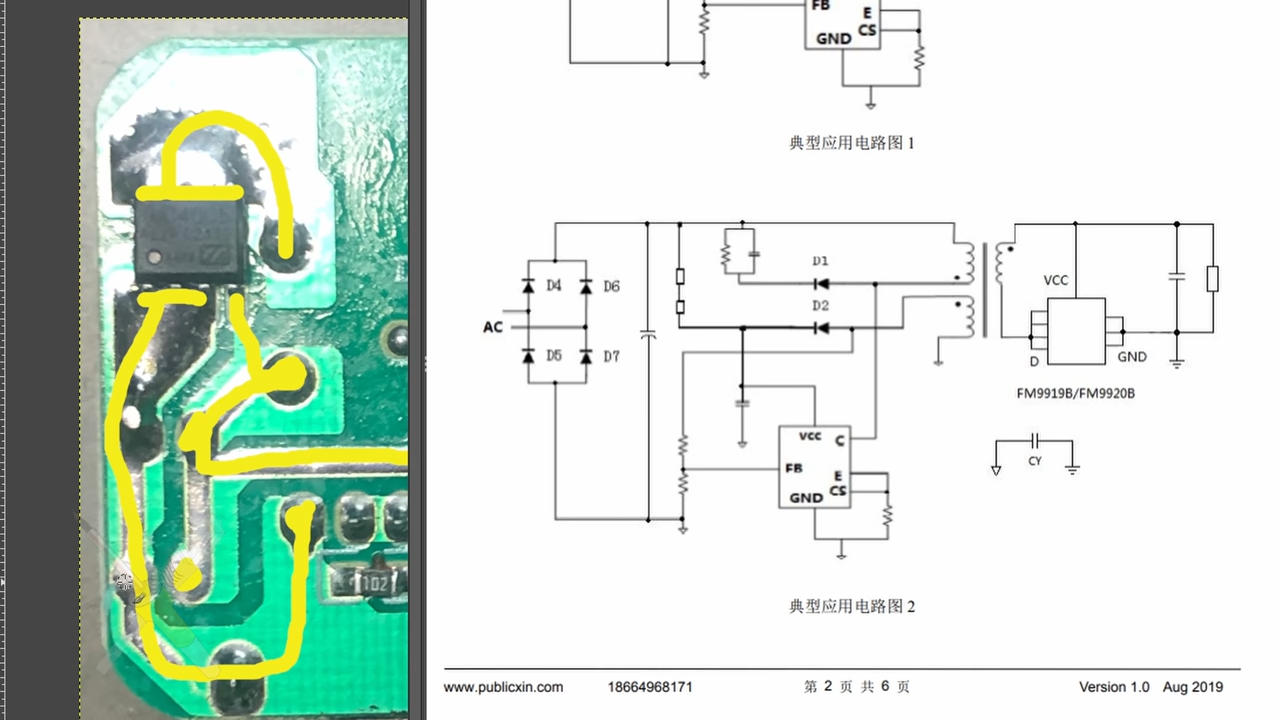 FB
E
CS
GND
典型应用电路图 1
D1
VCC
D4
D6
D2
AC
D5
D7
D
GND
FM9919B/FM9920B
VCC
C
CY
FB
E
CS
GND
102
典型应用电路图 2
www.publicxin.com 18664968171 第 2 页 共 6 页 Version 1.0 Aug 2019